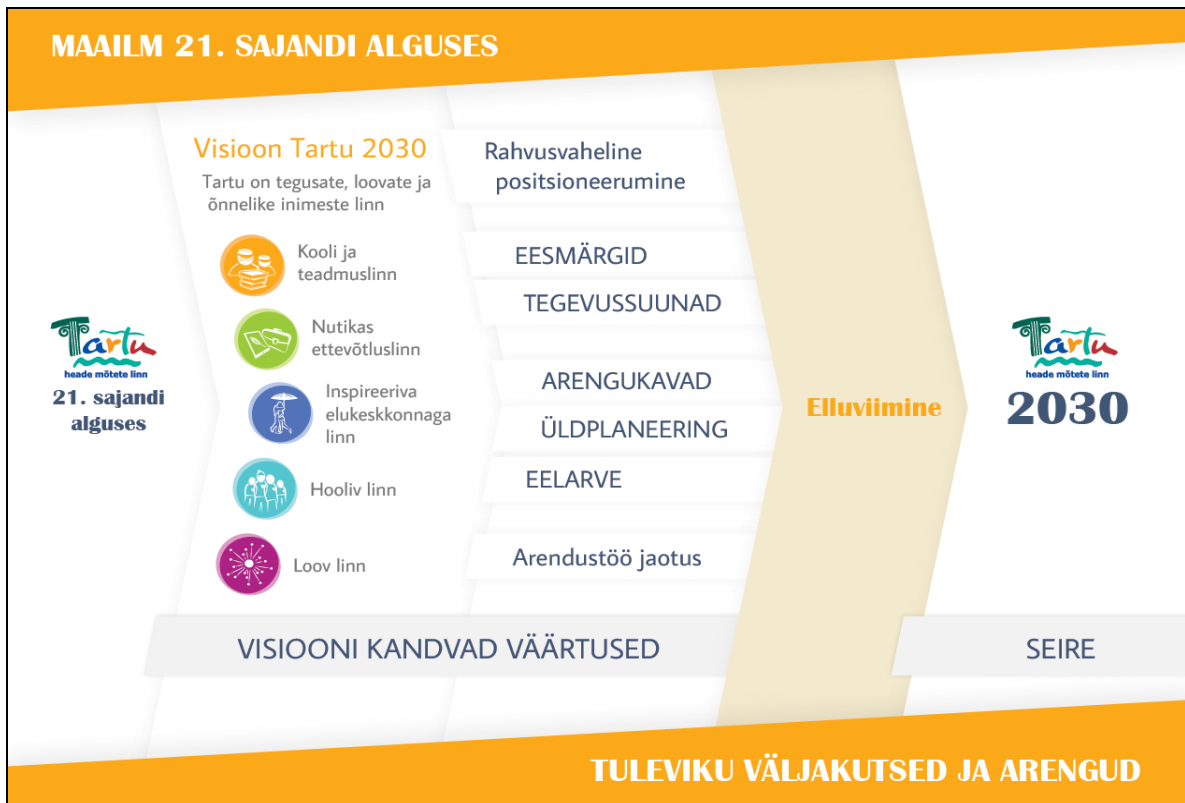 MAAILM 21. SAJANDI ALGUSES
Tartu
heade mõtete linn
21. sajandi
alguses
Visioon Tartu 2030
Tartu on tegusate, loovate ja
õnnelike inimeste linn
Kooli ja
teadmuslinn
Nutikas
ettevõtluslinn
Inspireeriva
elukeskkonnaga
linn
Hooliv linn
Loov linn
Rahvusvaheline
positsioneerumine
EESMÄRGID
TEGEVUSSUUNAD
ARENGUKAVAD
ÜLDPLANEERING
EELARVE
Arendustöö jaotus
Elluviimine
Tartu
heade mõtete linn
2030
VISIOONI KANDVAD VÄÄRTUSED
SEIRE
TULEVIKU VÄLJAKUTSED JA ARENGUD